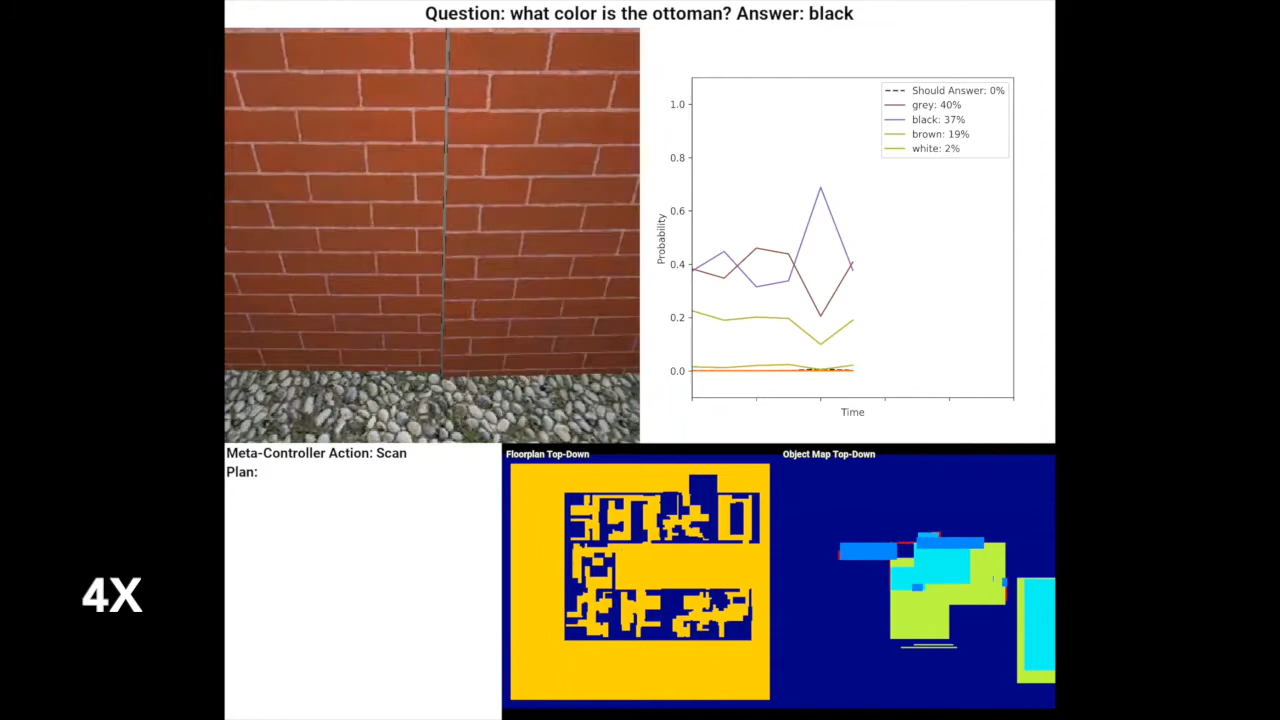 Question: what color is the ottoman? Answer: black
1.0
0.8
0.6
0.4
0.2
0.0
Probability
Time
Should Answer: 0%
grey: 40%
black: 37%
brown: 19%
white: 2%
Meta-Controller Action: Scan
Plan:
Floorplan Top-Down
Object Map Top-Down
4X